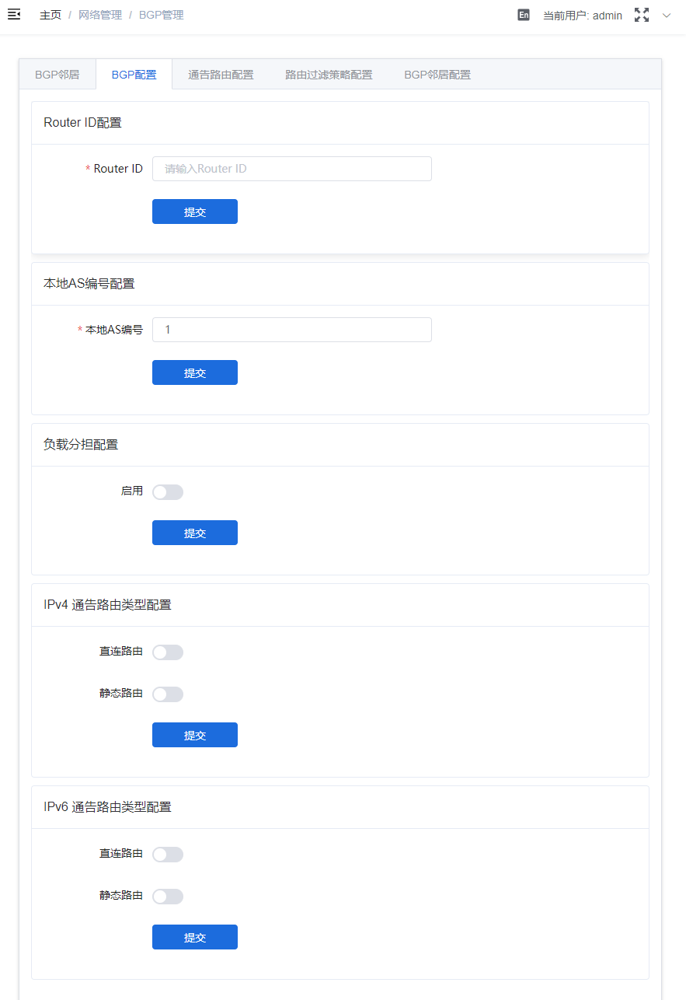 主页 / 网络管理 / BGP管理 En 当前用户: admin
BGP邻居 BGP配置 通告路由配置 路由过滤策略配置 BGP邻居配置
Router ID配置
* Router ID 请输入Router ID
提交
本地AS编号配置
* 本地AS编号 1
提交
负载分担配置
启用
提交
IPv4 通告路由类型配置
直连路由
静态路由
提交
IPv6 通告路由类型配置
直连路由
静态路由
提交